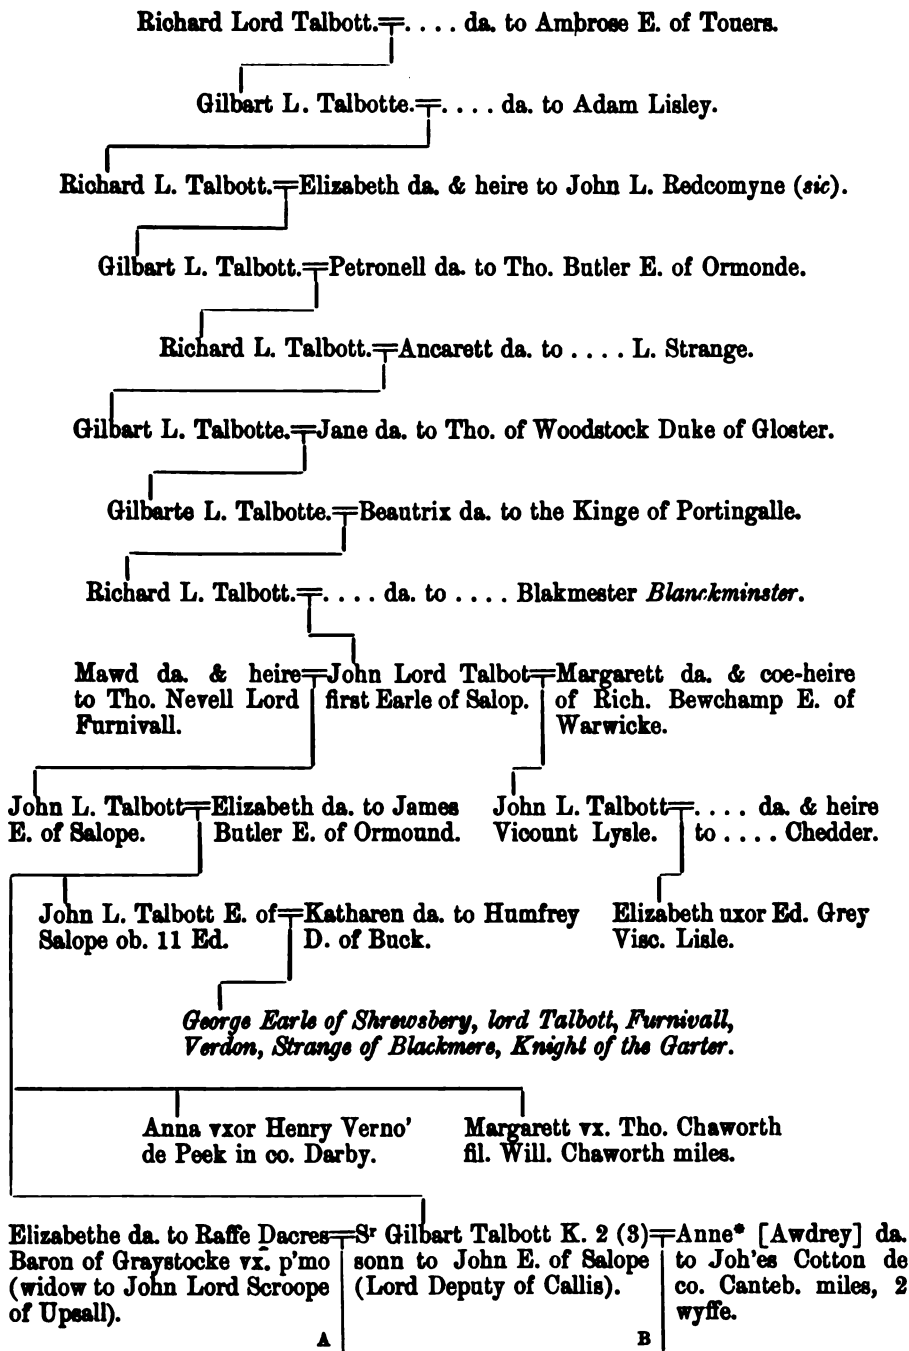 Richard Lord Talbott.=. . . . da. to Ambrose E. of Touers.
Gilbart L. Talbotte.=. . . . da. to Adam Lisley.
Richard L. Talbott.=Elizabeth da. & heire to John L. Redcomyne (sic).
Gilbart L. Talbott.=Petronell da. to Tho. Butler E. of Ormonde.
Richard L. Talbott.=Ancarett da. to . . . . L. Strange.
Gilbart L. Talbotte.=Jane da. to Tho. of Woodstock Duke of Gloster.
Gilbarte L. Talbotte.=Beautrix da. to the Kinge of Portingalle.
Richard L. Talbott.=. . . . da. to . . . . Blakmester Blanckminster.
Mawd da. & heire
to Tho. Nevell Lord
Furnivall.
=John Lord Talbot=
first Earle of Salop.
Margarett da. & coe-heire
of Rich. Bewchamp E. of
Warwicke.
John L. Talbott=
E. of Salope.
Elizabeth da. to James
Butler E. of Ormound.
John L. Talbott=
Vicount Lysle.
. . . . da. & heire
to . . . . Chedder.
John L. Talbott E. of=
Salope ob. 11 Ed.
Katharen da. to Humfrey
D. of Buck.
Elizabeth uxor Ed. Grey
Visc. Lisle.
George Earle of Shrewsbery, lord Talbott, Furnivall,
Verdon, Strange of Blackmere, Knight of the Garter.
Anna vxor Henry Verno'
de Peek in co. Darby.
Margarett vx. Tho. Chaworth
fil. Will. Chaworth miles.
Elizabethe da. to Raffe Dacres=
Baron of Graystocke vx. p'mo
(widow to John Lord Scroope
of Upsall).
Sr Gilbart Talbott K. 2 (3)=
sonn to John E. of Salope
(Lord Deputy of Callis).
Anne* [Awdrey] da.
to Joh'es Cotton de
co. Canteb. miles, 2
wyffe.
A
B